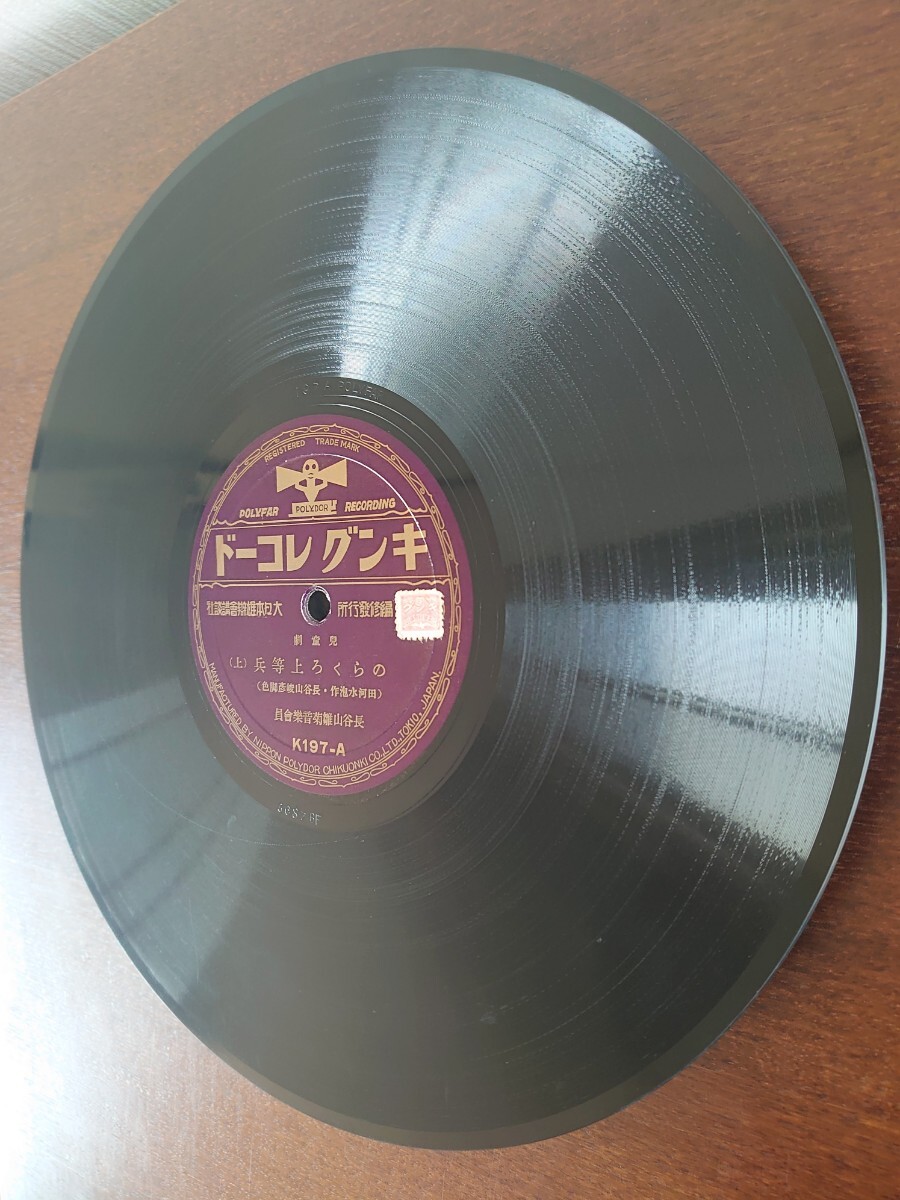 REGISTERED TRADE MARK
POLYFAR POLYDOR RECORDING
キングレコード
編修發行所 大日本雄辯會講談社
兒童劇
のらくろ上等兵(上)
(田河水泡作・長谷山峻彦脚色)
長谷山雛菊音樂會員
K197-A
MANUFACTURED BY NIPPON POLYDOR CHIKUONKI CO., LTD., TOKIO, JAPAN